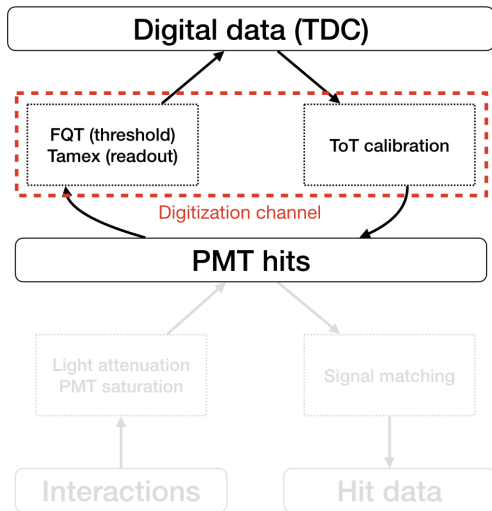 Digital data (TDC)
FQT (threshold)
Tamex (readout)
ToT calibration
Digitization channel
PMT hits
Light attenuation
PMT saturation
Signal matching
Interactions
Hit data